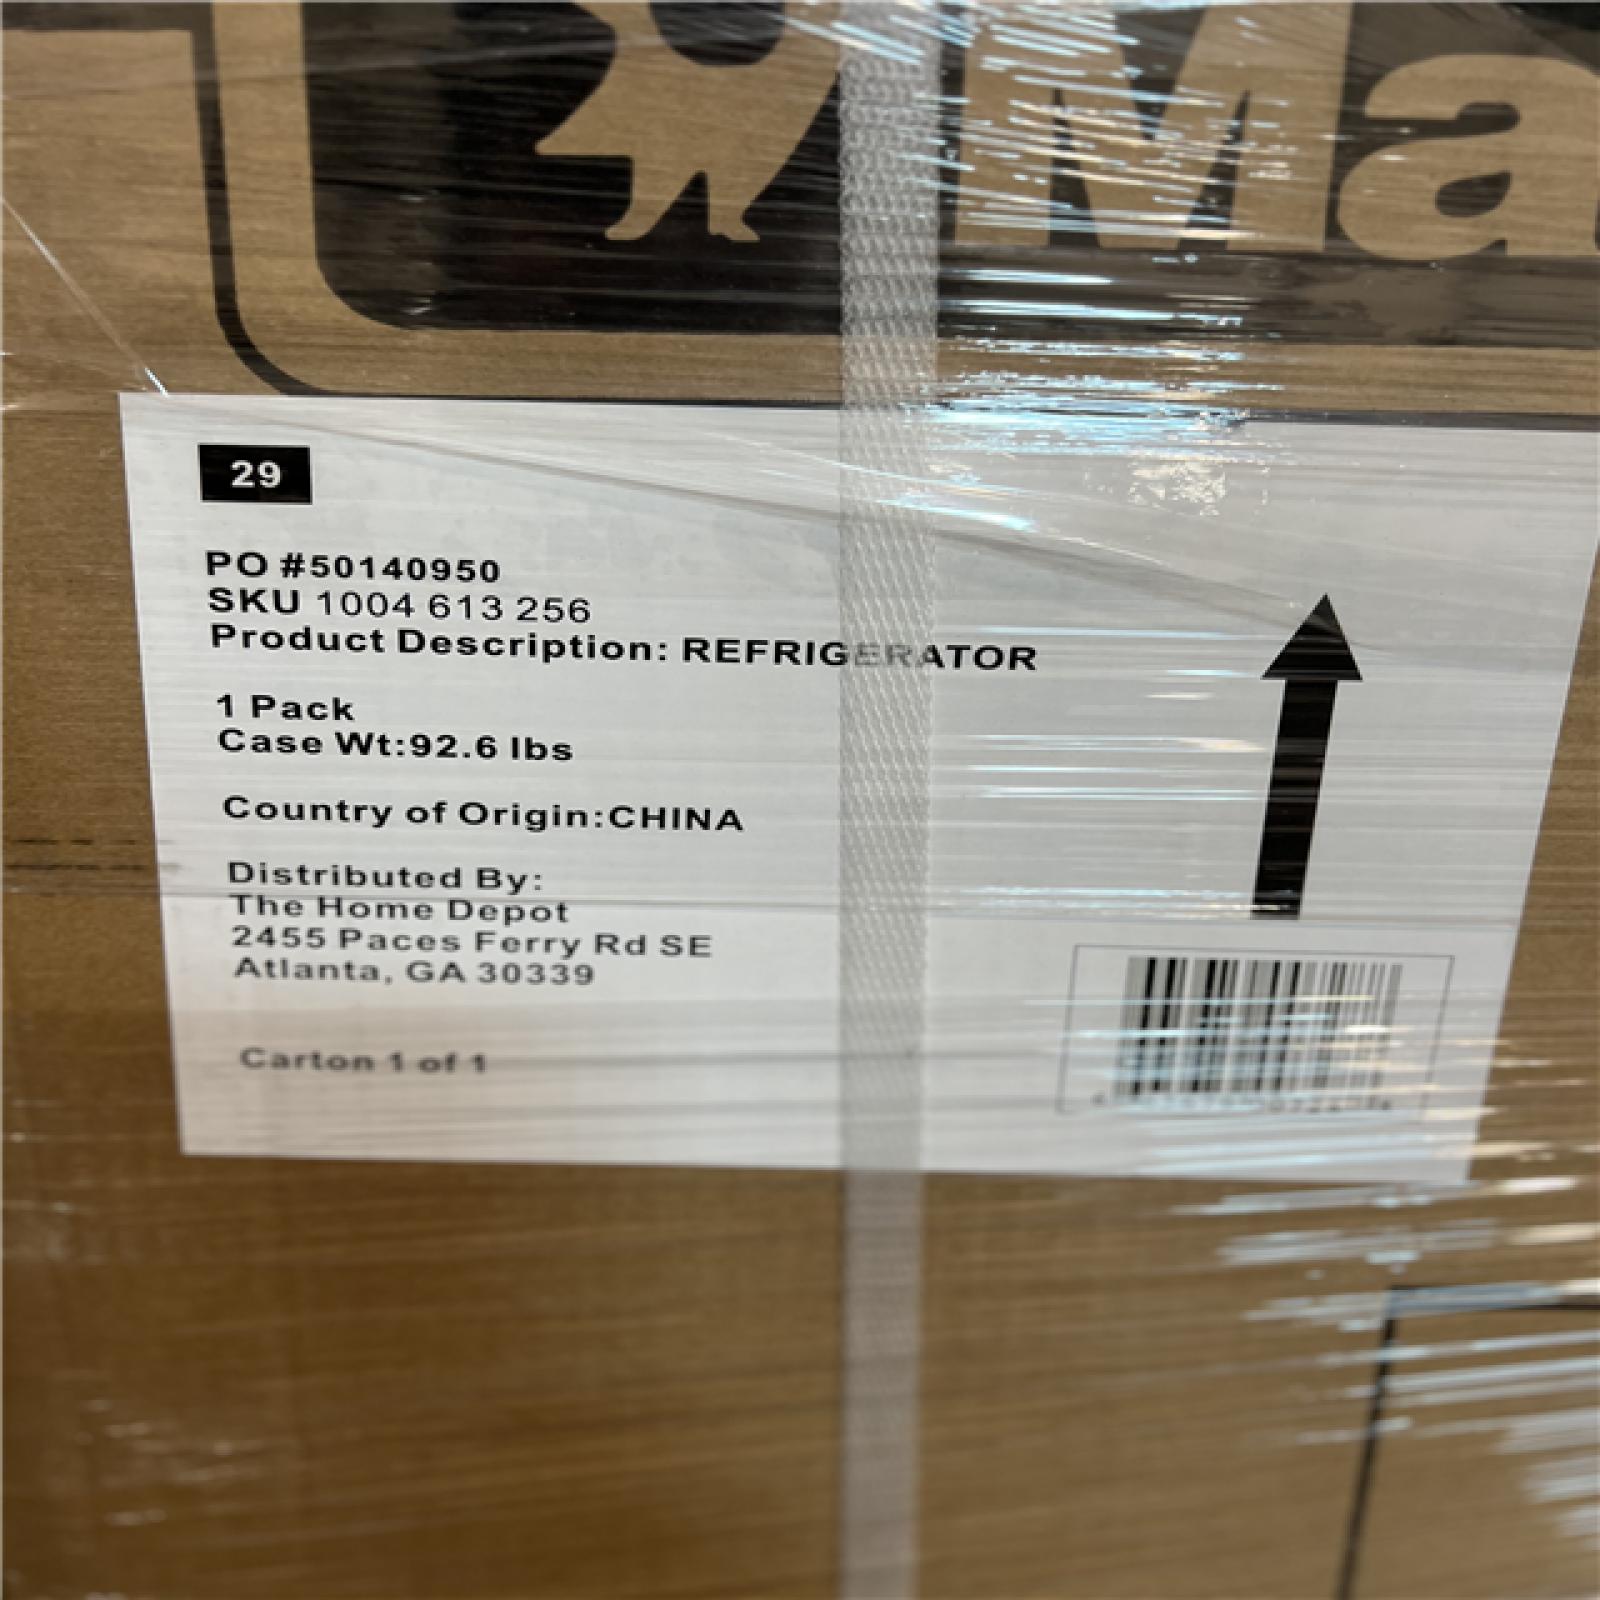 Ma
29
PO #50140950
SKU 1004 613 256
Product Description: REFRIGERATOR
1 Pack
Case Wt:92.6 lbs
Country of Origin:CHINA
Distributed By:
The Home Depot
2455 Paces Ferry Rd SE
Atlanta, GA 30339
Carton 1 of 1